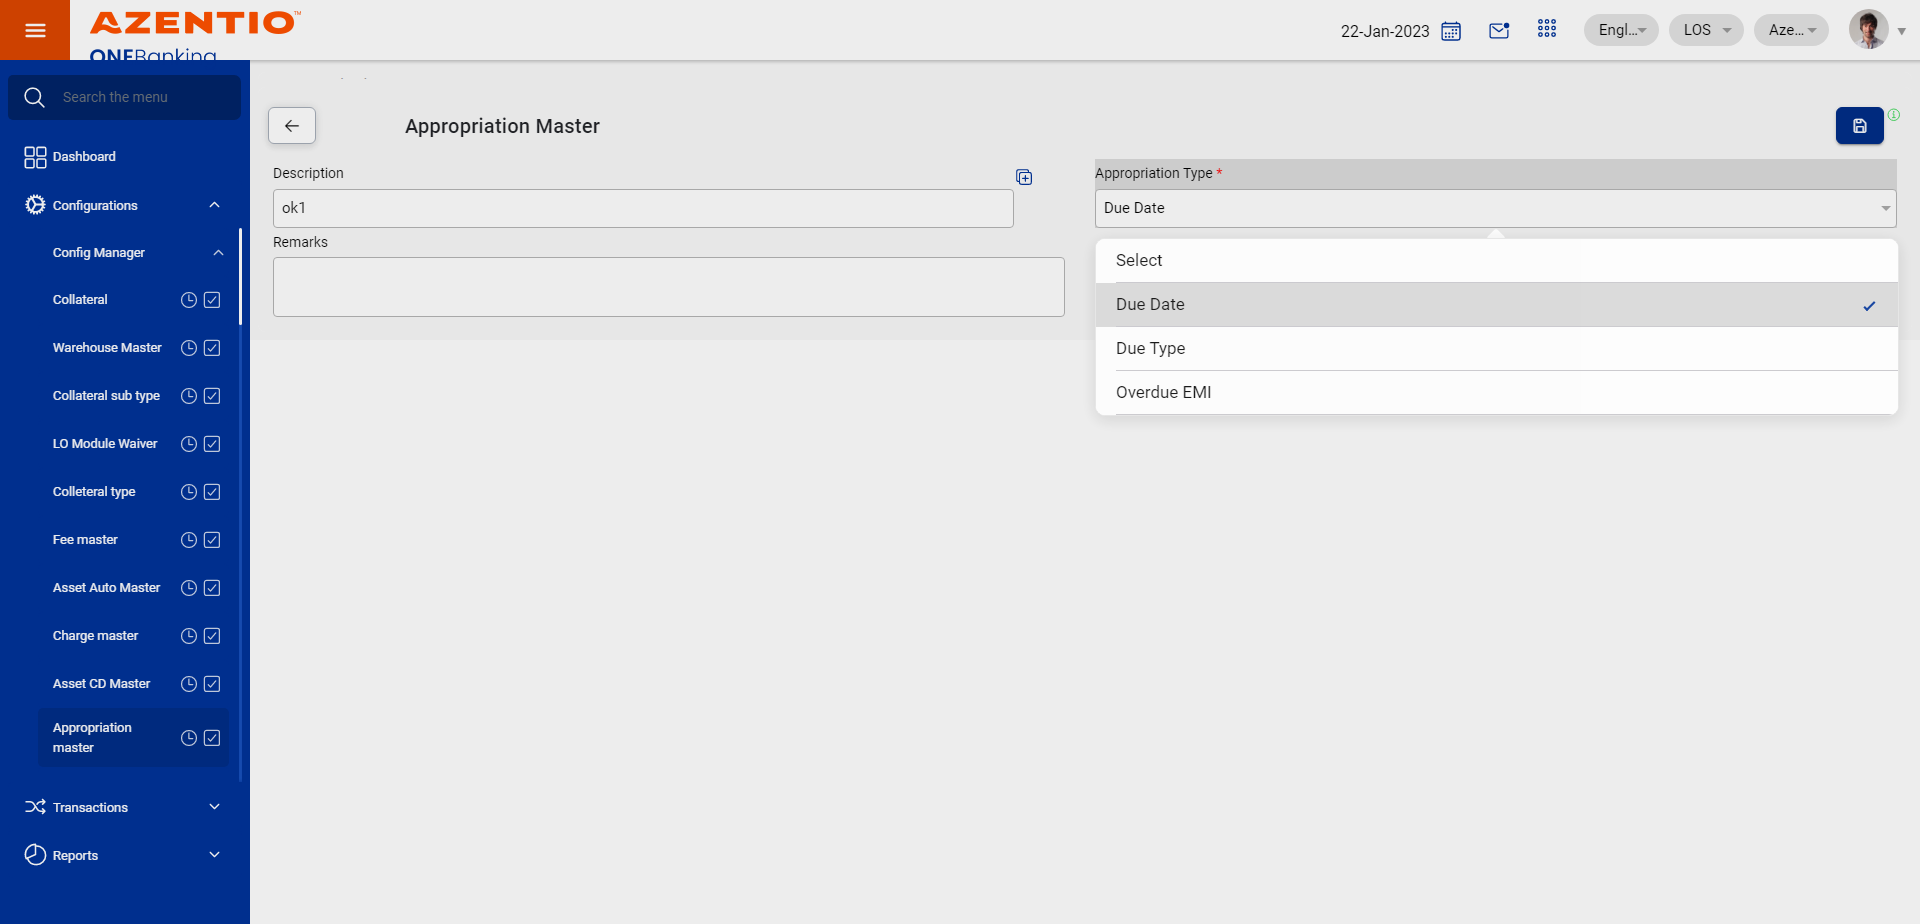 AZENTIO™
ONEBanking
22-Jan-2023
Engl...
LOS
Aze...
Search the menu
Dashboard
Configurations
Config Manager
Collateral
Warehouse Master
Collateral sub type
LO Module Waiver
Colleteral type
Fee master
Asset Auto Master
Charge master
Asset CD Master
Appropriation
master
Transactions
Reports
Appropriation Master
Description
ok1
Remarks
Appropriation Type *
Due Date
Select
Due Date
Due Type
Overdue EMI